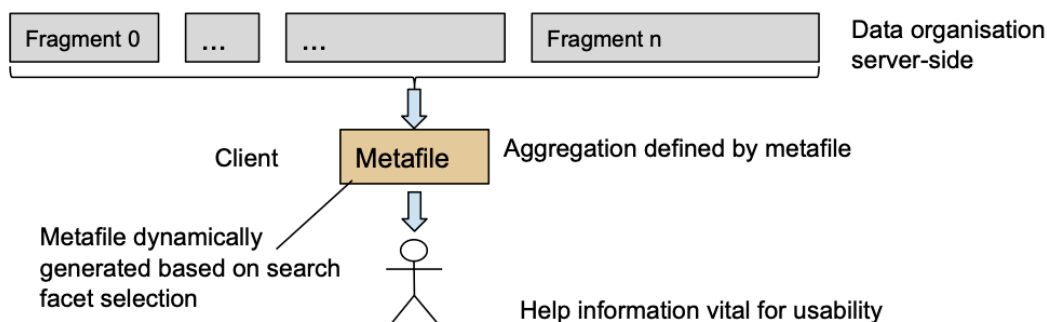 Fragment 0
...
...
Fragment n
Data organisation
server-side
Client
Metafile
Aggregation defined by metafile
Metafile dynamically
generated based on search
facet selection
Help information vital for usability